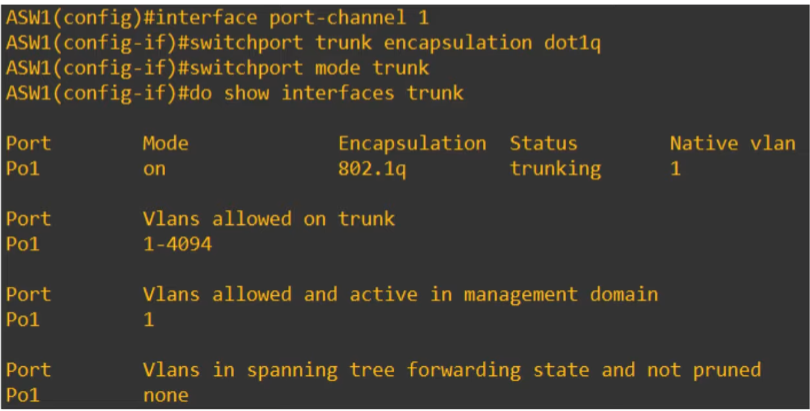 ASW1(config)#interface port-channel 1
ASW1(config-if)#switchport trunk encapsulation dot1q
ASW1(config-if)#switchport mode trunk
ASW1(config-if)#do show interfaces trunk
Port Mode Encapsulation Status Native vlan
Po1 on 802.1q trunking 1
Port Vlans allowed on trunk
Po1 1-4094
Port Vlans allowed and active in management domain
Po1 1
Port Vlans in spanning tree forwarding state and not pruned
Po1 none